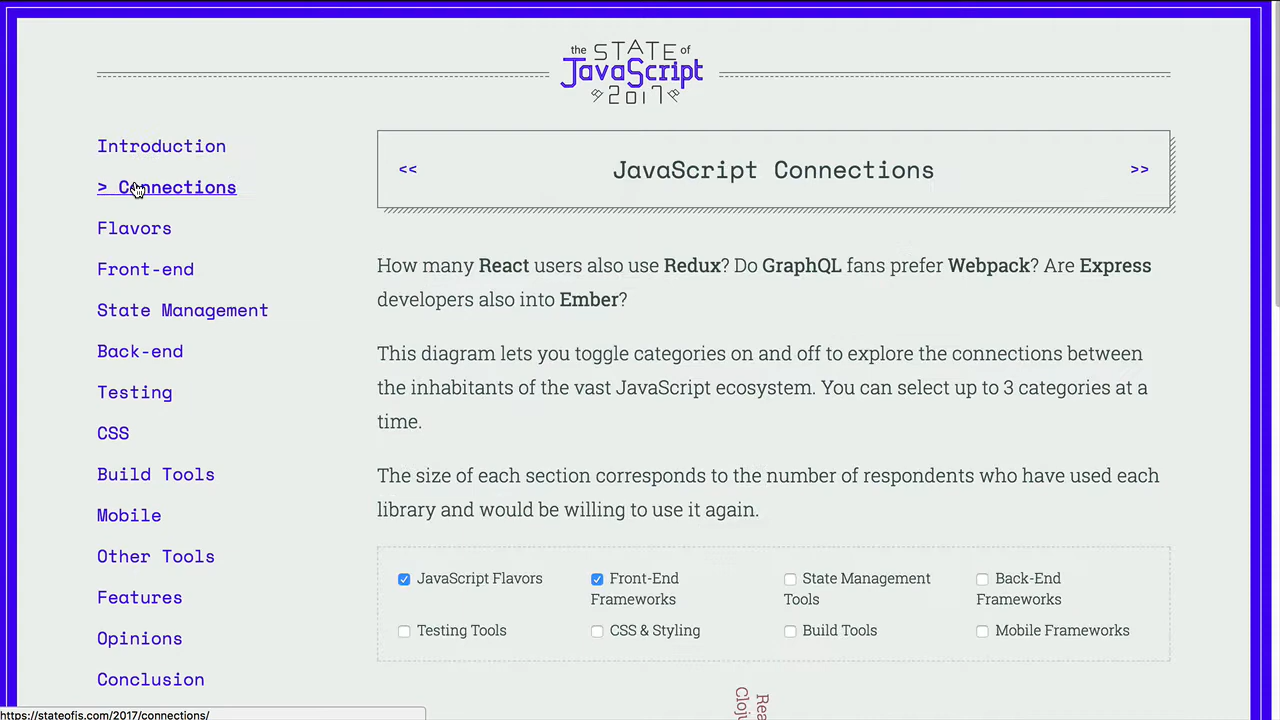 the STATE of
JavaScript
2017
Introduction
> Connections
Flavors
Front-end
State Management
Back-end
Testing
CSS
Build Tools
Mobile
Other Tools
Features
Opinions
Conclusion
<< JavaScript Connections >>
How many React users also use Redux? Do GraphQL fans prefer Webpack? Are Express
developers also into Ember?
This diagram lets you toggle categories on and off to explore the connections between
the inhabitants of the vast JavaScript ecosystem. You can select up to 3 categories at a
time.
The size of each section corresponds to the number of respondents who have used each
library and would be willing to use it again.
JavaScript Flavors
Front-End
Frameworks
State Management
Tools
Back-End
Frameworks
Testing Tools
CSS & Styling
Build Tools
Mobile Frameworks
Rea
Cloju
https://stateofjs.com/2017/connections/